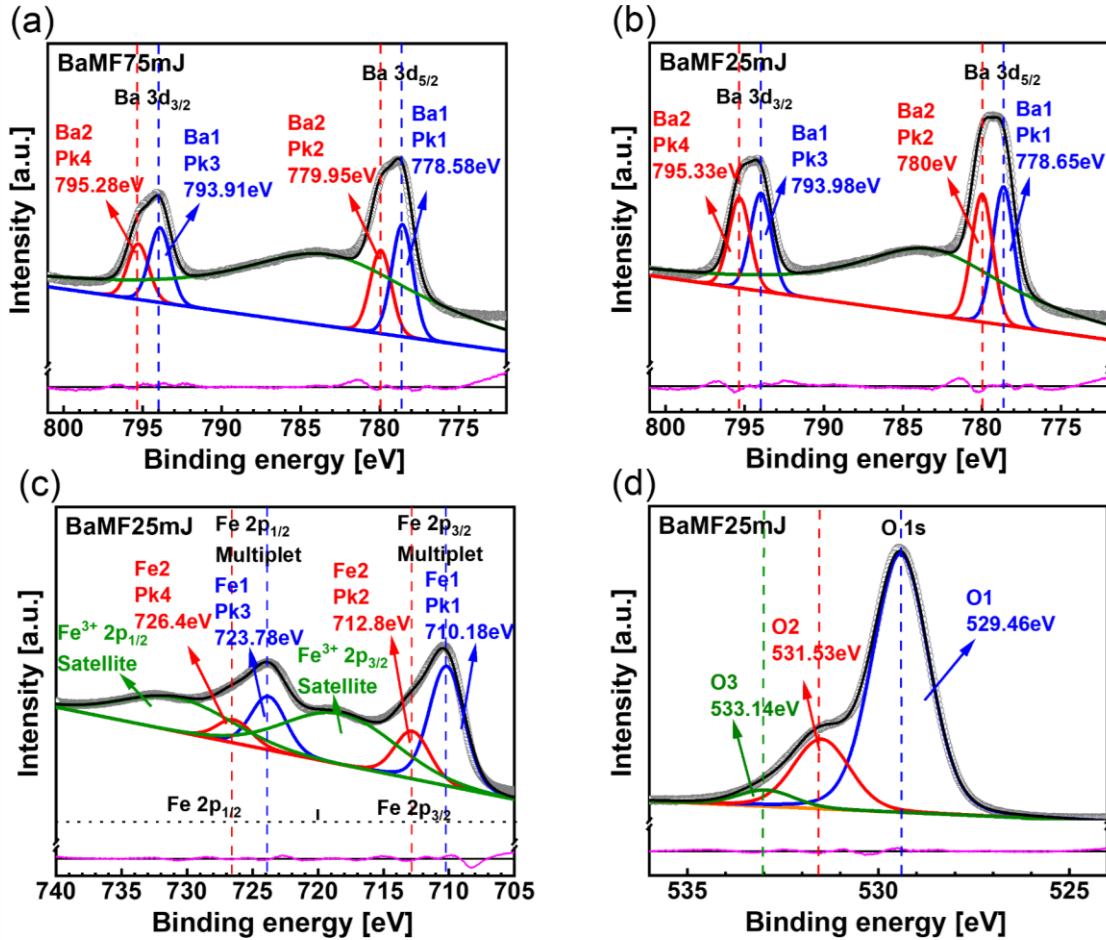 (a)
BaMF75mJ
Ba 3d₃/₂
Ba 3d₅/₂
Ba2
Pk4
795.28eV
Ba1
Pk3
793.91eV
Ba2
Pk2
779.95eV
Ba1
Pk1
778.58eV
Intensity [a.u.]
800 795 790 785 780 775
Binding energy [eV]
(b)
BaMF25mJ
Ba 3d₃/₂
Ba 3d₅/₂
Ba2
Pk4
795.33eV
Ba1
Pk3
793.98eV
Ba2
Pk2
780eV
Ba1
Pk1
778.65eV
Intensity [a.u.]
800 795 790 785 780 775
Binding energy [eV]
(c)
BaMF25mJ
Fe 2p₁/₂
Multiplet
Fe 2p₃/₂
Multiplet
Fe2
Pk4
726.4eV
Fe1
Pk3
723.78eV
Fe2
Pk2
712.8eV
Fe1
Pk1
710.18eV
Fe³⁺ 2p₁/₂
Satellite
Fe³⁺ 2p₃/₂
Satellite
Fe 2p₁/₂
Fe 2p₃/₂
Intensity [a.u.]
740 735 730 725 720 715 710 705
Binding energy [eV]
(d)
BaMF25mJ
O 1s
O1
529.46eV
O2
531.53eV
O3
533.14eV
Intensity [a.u.]
535 530 525
Binding energy [eV]